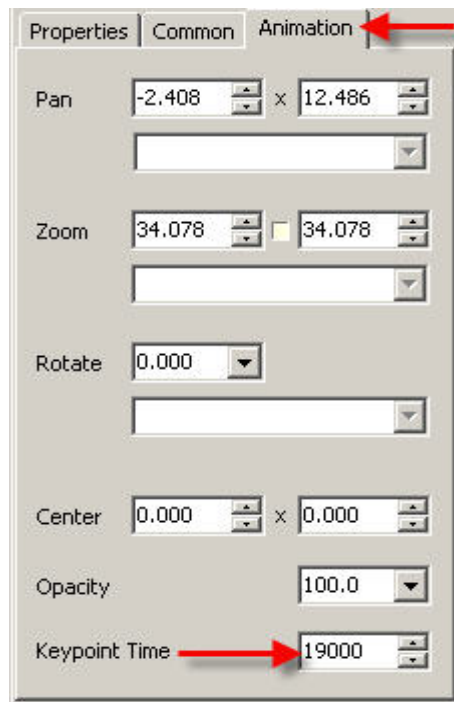 Properties Common Animation
Pan -2.408 x 12.486
Zoom 34.078 34.078
Rotate 0.000
Center 0.000 x 0.000
Opacity 100.0
Keypoint Time 19000